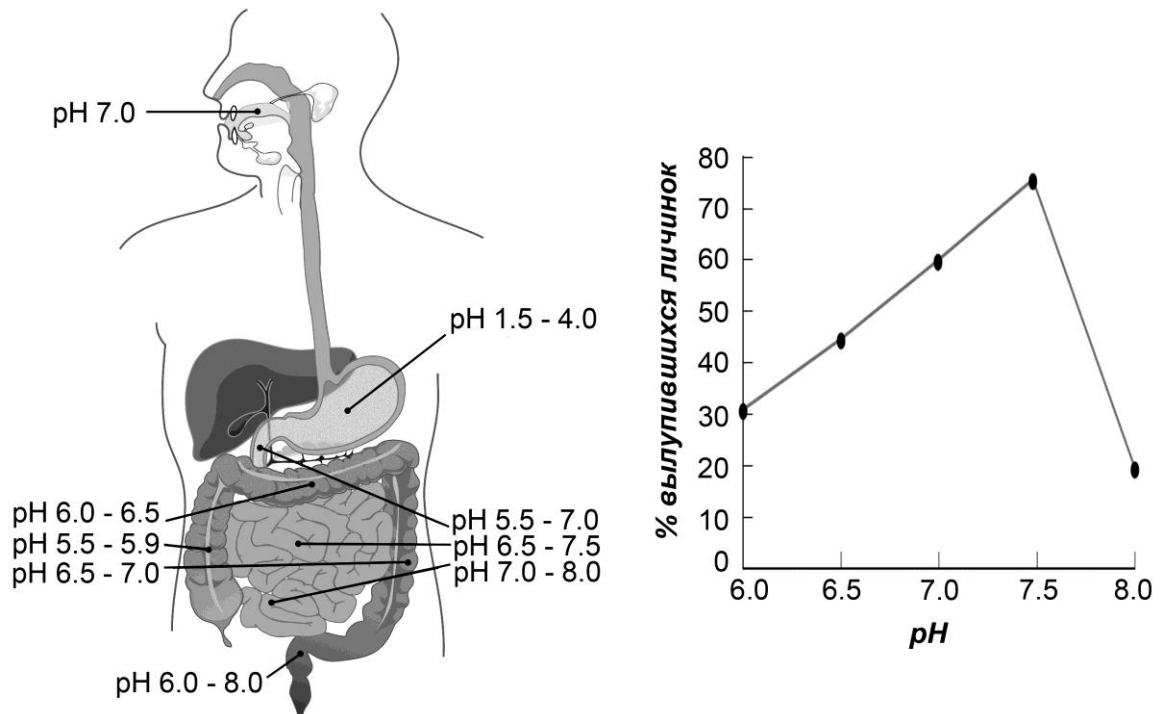 pH 7.0
pH 1.5 - 4.0
pH 6.0 - 6.5
pH 5.5 - 5.9
pH 6.5 - 7.0
pH 5.5 - 7.0
pH 6.5 - 7.5
pH 7.0 - 8.0
pH 6.0 - 8.0
% вылупившихся личинок
80
70
60
50
40
30
20
10
0
6.0 6.5 7.0 7.5 8.0
pH